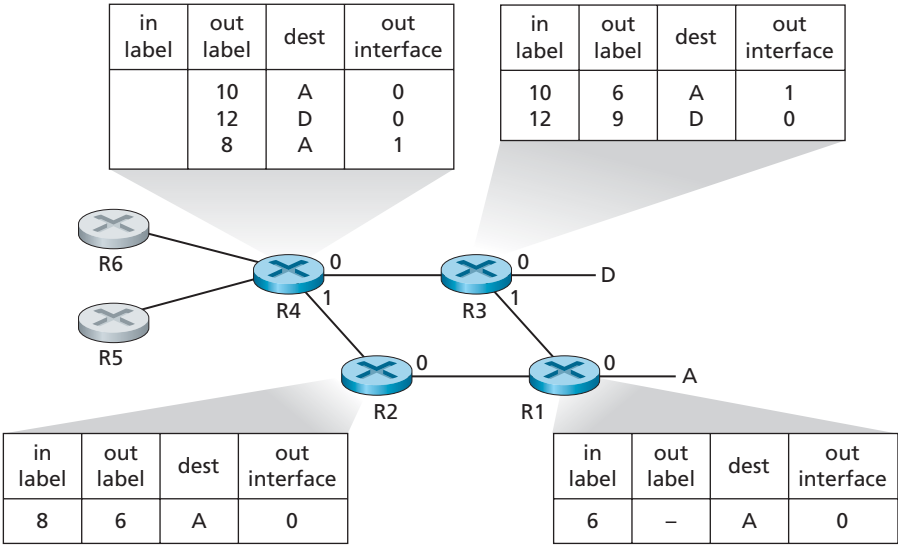 in label out label dest out interface
10 A 0
12 D 0
8 A 1
in label out label dest out interface
10 6 A 1
12 9 D 0
R6
R5
0
1
R4
0
1
R3
D
0
R2
0
R1
A
in label out label dest out interface
8 6 A 0
in label out label dest out interface
6 – A 0